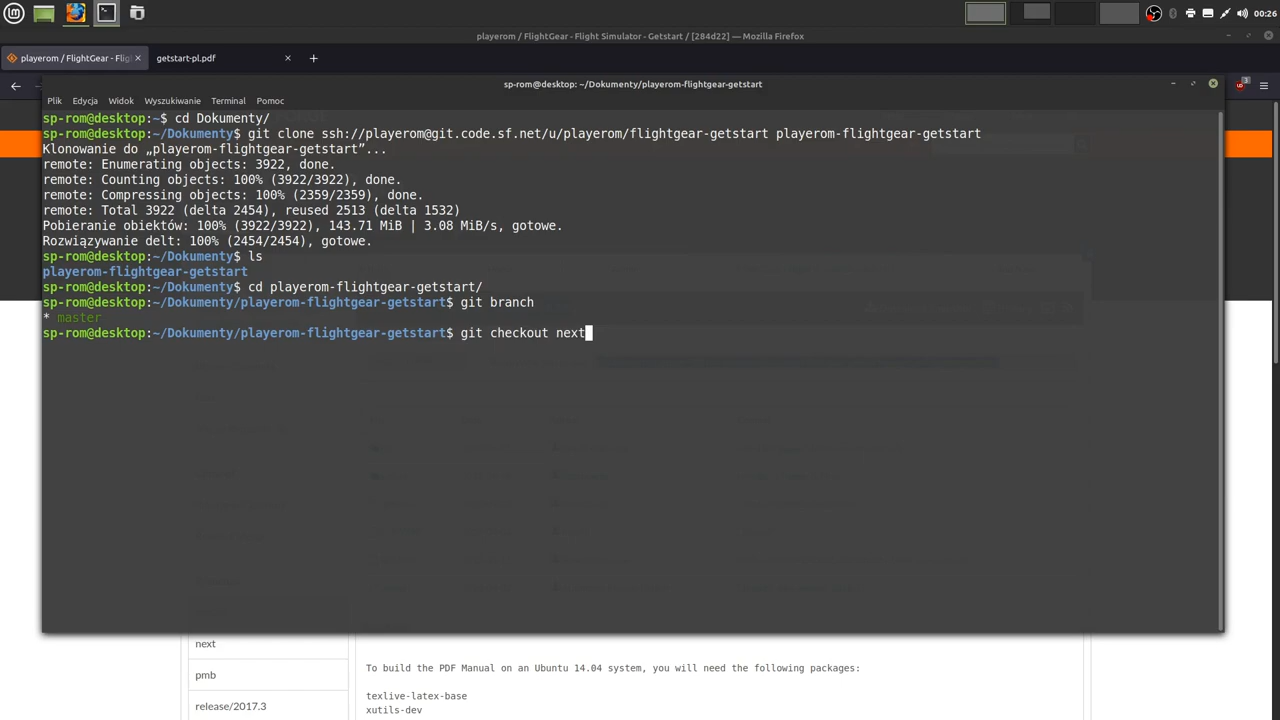 00:26
playerom / FlightGear - Flight Simulator - Getstart / [284d22] — Mozilla Firefox
playerom / FlightGear - Flig
getstart-pl.pdf
sp-rom@desktop: ~/Dokumenty/playerom-flightgear-getstart
3
Plik Edycja Widok Wyszukiwanie Terminal Pomoc
sp-rom@desktop:~$ cd Dokumenty/
sp-rom@desktop:~/Dokumenty$ git clone ssh://playerom@git.code.sf.net/u/playerom/flightgear-getstart playerom-flightgear-getstart
Klonowanie do „playerom-flightgear-getstart”...
remote: Enumerating objects: 3922, done.
remote: Counting objects: 100% (3922/3922), done.
remote: Compressing objects: 100% (2359/2359), done.
remote: Total 3922 (delta 2454), reused 2513 (delta 1532)
Pobieranie obiektów: 100% (3922/3922), 143.71 MiB | 3.08 MiB/s, gotowe.
Rozwiązywanie delt: 100% (2454/2454), gotowe.
sp-rom@desktop:~/Dokumenty$ ls
playerom-flightgear-getstart
sp-rom@desktop:~/Dokumenty$ cd playerom-flightgear-getstart/
sp-rom@desktop:~/Dokumenty/playerom-flightgear-getstart$ git branch
* master
sp-rom@desktop:~/Dokumenty/playerom-flightgear-getstart$ git checkout next
next
pmb
release/2017.3
To build the PDF Manual on an Ubuntu 14.04 system, you will need the following packages:
texlive-latex-base
xutils-dev